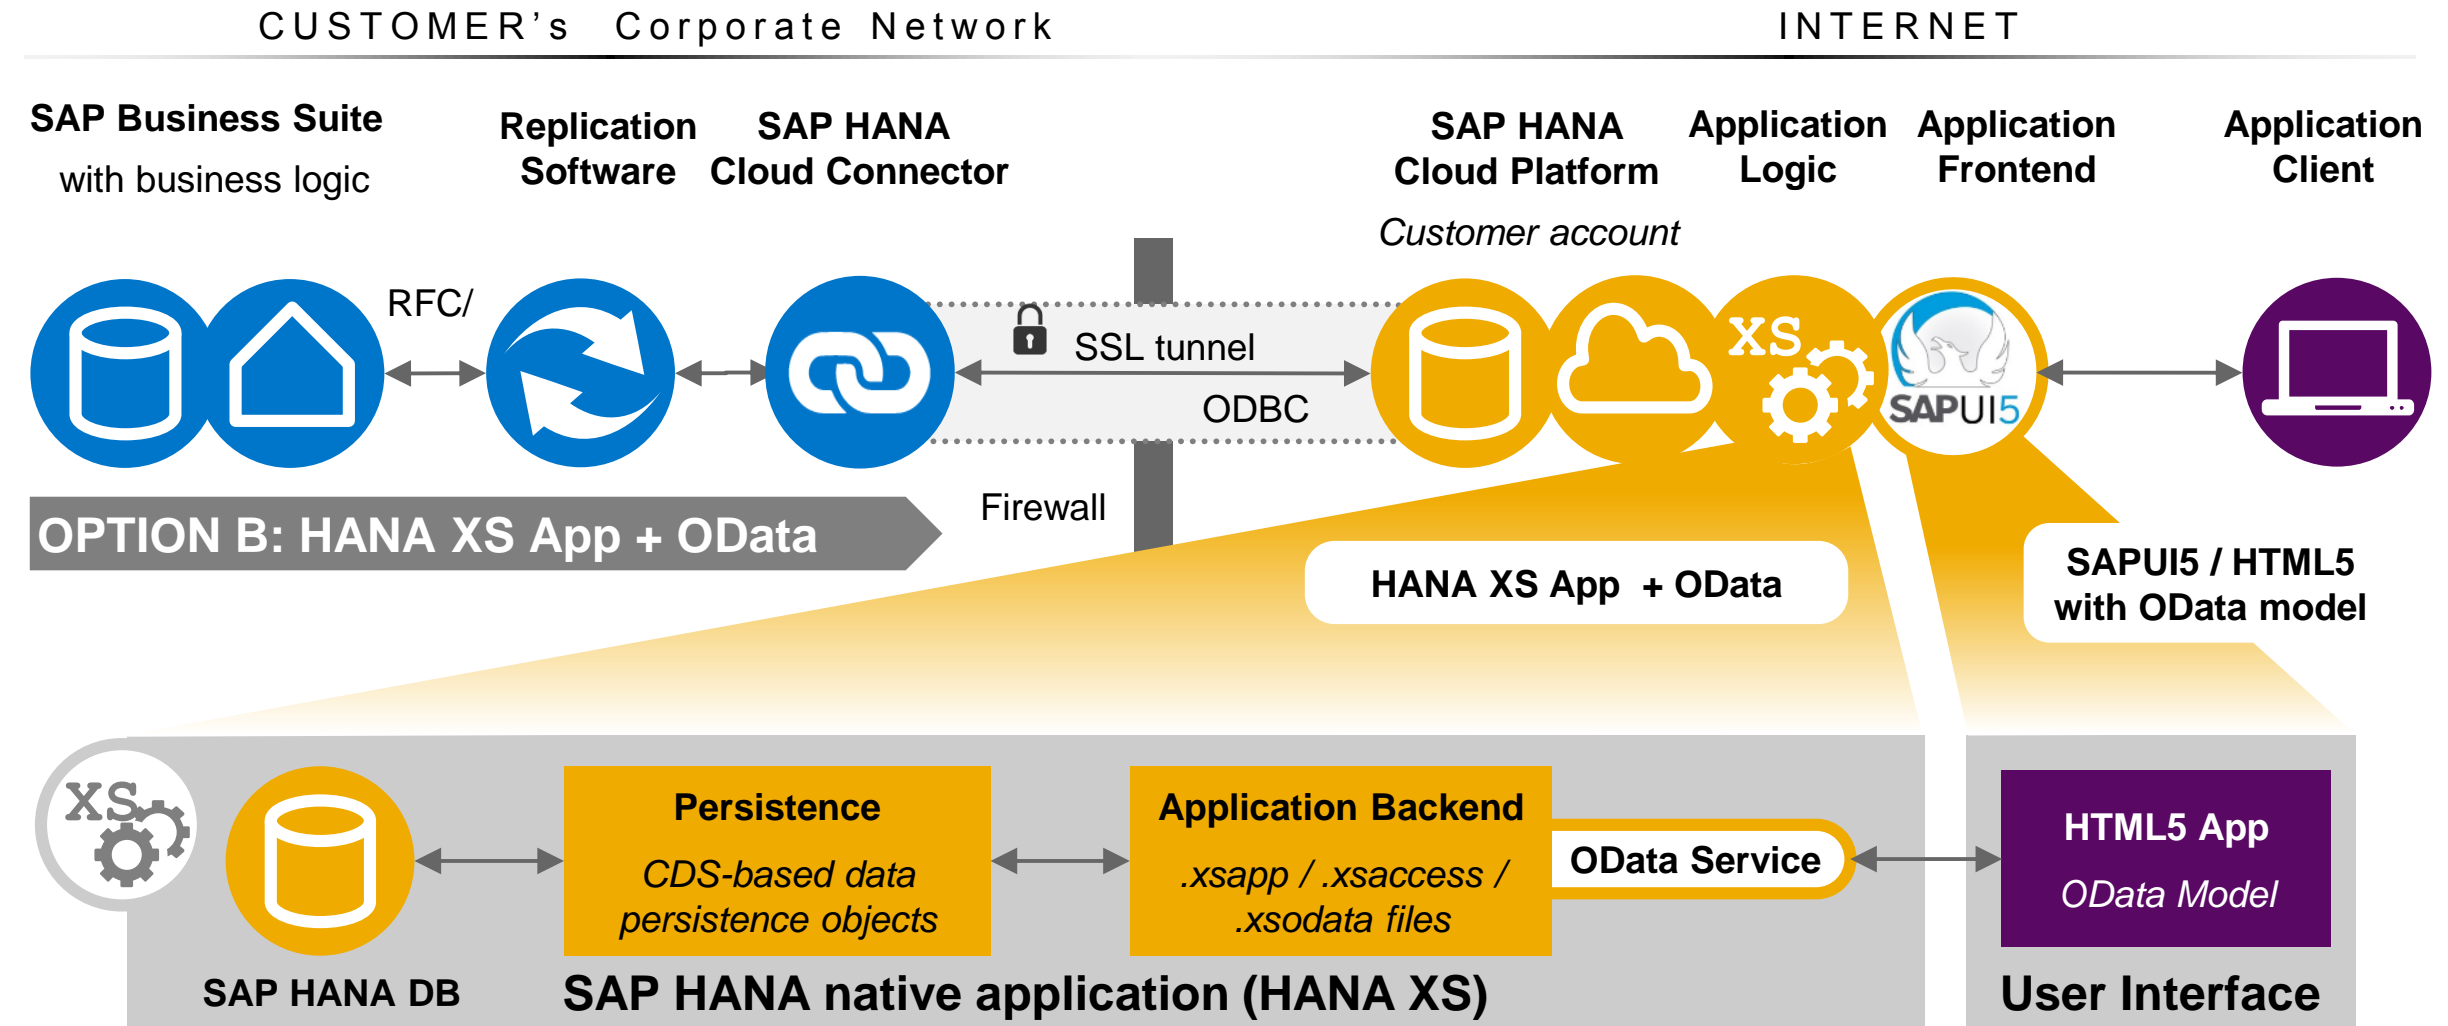 CUSTOMER's Corporate Network
INTERNET
SAP Business Suite
with business logic
Replication
Software
SAP HANA
Cloud Connector
SAP HANA
Cloud Platform
Customer account
Application
Logic
Application
Frontend
Application
Client
RFC/
SSL tunnel
ODBC
XS
SAPUI5
Firewall
OPTION B: HANA XS App + OData
HANA XS App + OData
SAPUI5 / HTML5
with OData model
XS
SAP HANA DB
Persistence
CDS-based data
persistence objects
Application Backend
.xsapp / .xsaccess /
.xsodata files
OData Service
HTML5 App
OData Model
SAP HANA native application (HANA XS)
User Interface